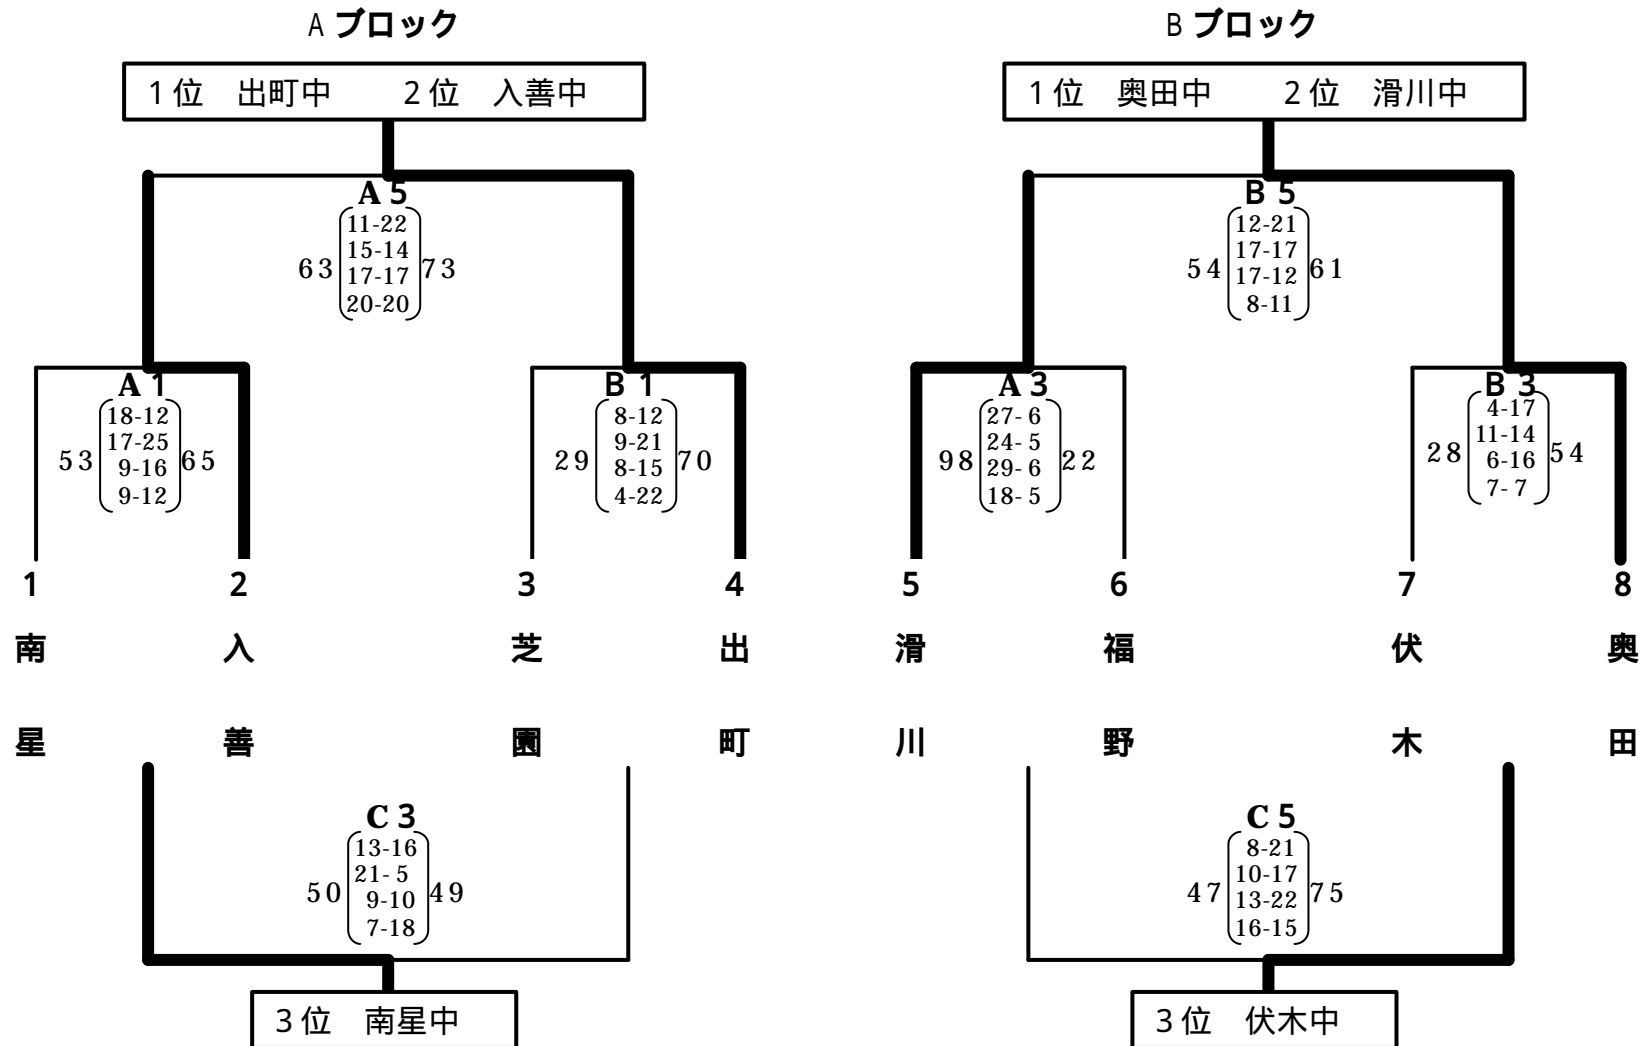 A ブロック
B ブロック
1位 出町中 2位 入善中
1位 奥田中 2位 滑川中
A 5
11-22
15-14
63 17-17 73
20-20
B 5
12-21
17-17
54 17-12 61
8-11
A 1
18-12
17-25
53 9-16 65
9-12
B 1
8-12
9-21
29 8-15 70
4-22
A 3
27- 6
24- 5
98 29- 6 22
18- 5
B 3
4-17
11-14
28 6-16 54
7- 7
1 2 3 4 5 6 7 8
南星
入善
芝園
出町
滑川
福野
伏木
奥田
C 3
13-16
21- 5
50 9-10 49
7-18
C 5
8-21
10-17
47 13-22 75
16-15
3位 南星中
3位 伏木中